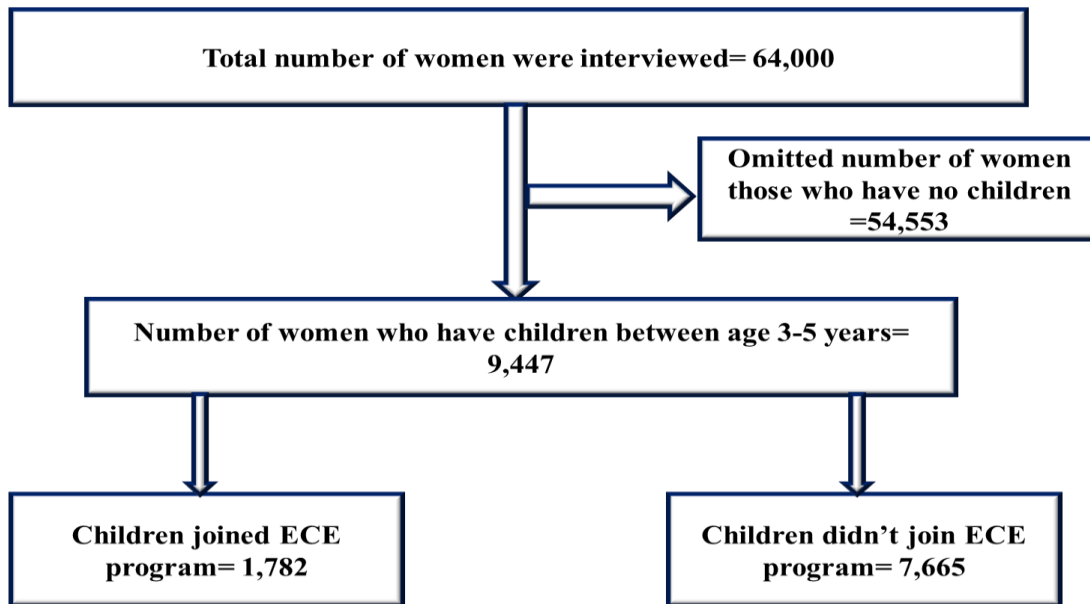 Total number of women were interviewed= 64,000
Omitted number of women
those who have no children
=54,553
Number of women who have children between age 3-5 years=
9,447
Children joined ECE
program= 1,782
Children didn’t join ECE
program= 7,665